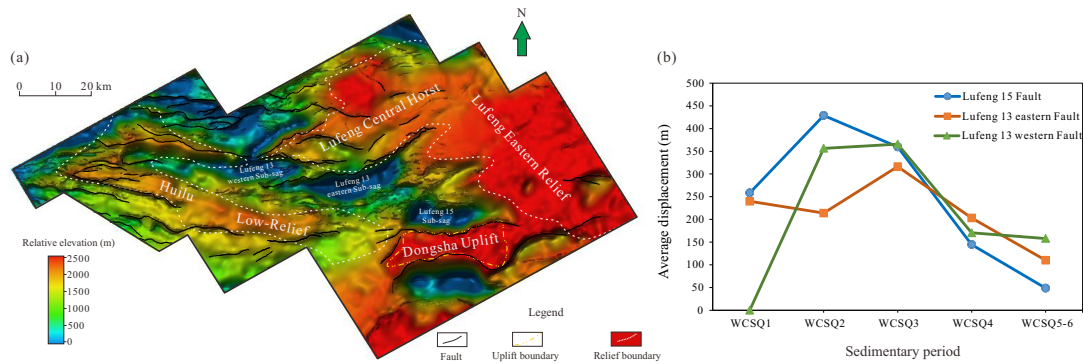 (a)
N
0 10 20 km
Lufeng Central Horst
Lufeng Eastern Relief
Lufeng 13
western Sub-sag
Lufeng 13
eastern Sub-sag
Huilu
Low-Relief
Lufeng 15
Sub-sag
Dongsha Uplift
Relative elevation (m)
2500
2000
1500
1000
500
0
Legend
Fault
Uplift boundary
Relief boundary
(b)
Average displacement (m)
500
450
400
350
300
250
200
150
100
50
0
Lufeng 15 Fault
Lufeng 13 eastern Fault
Lufeng 13 western Fault
WCSQ1 WCSQ2 WCSQ3 WCSQ4 WCSQ5-6
Sedimentary period